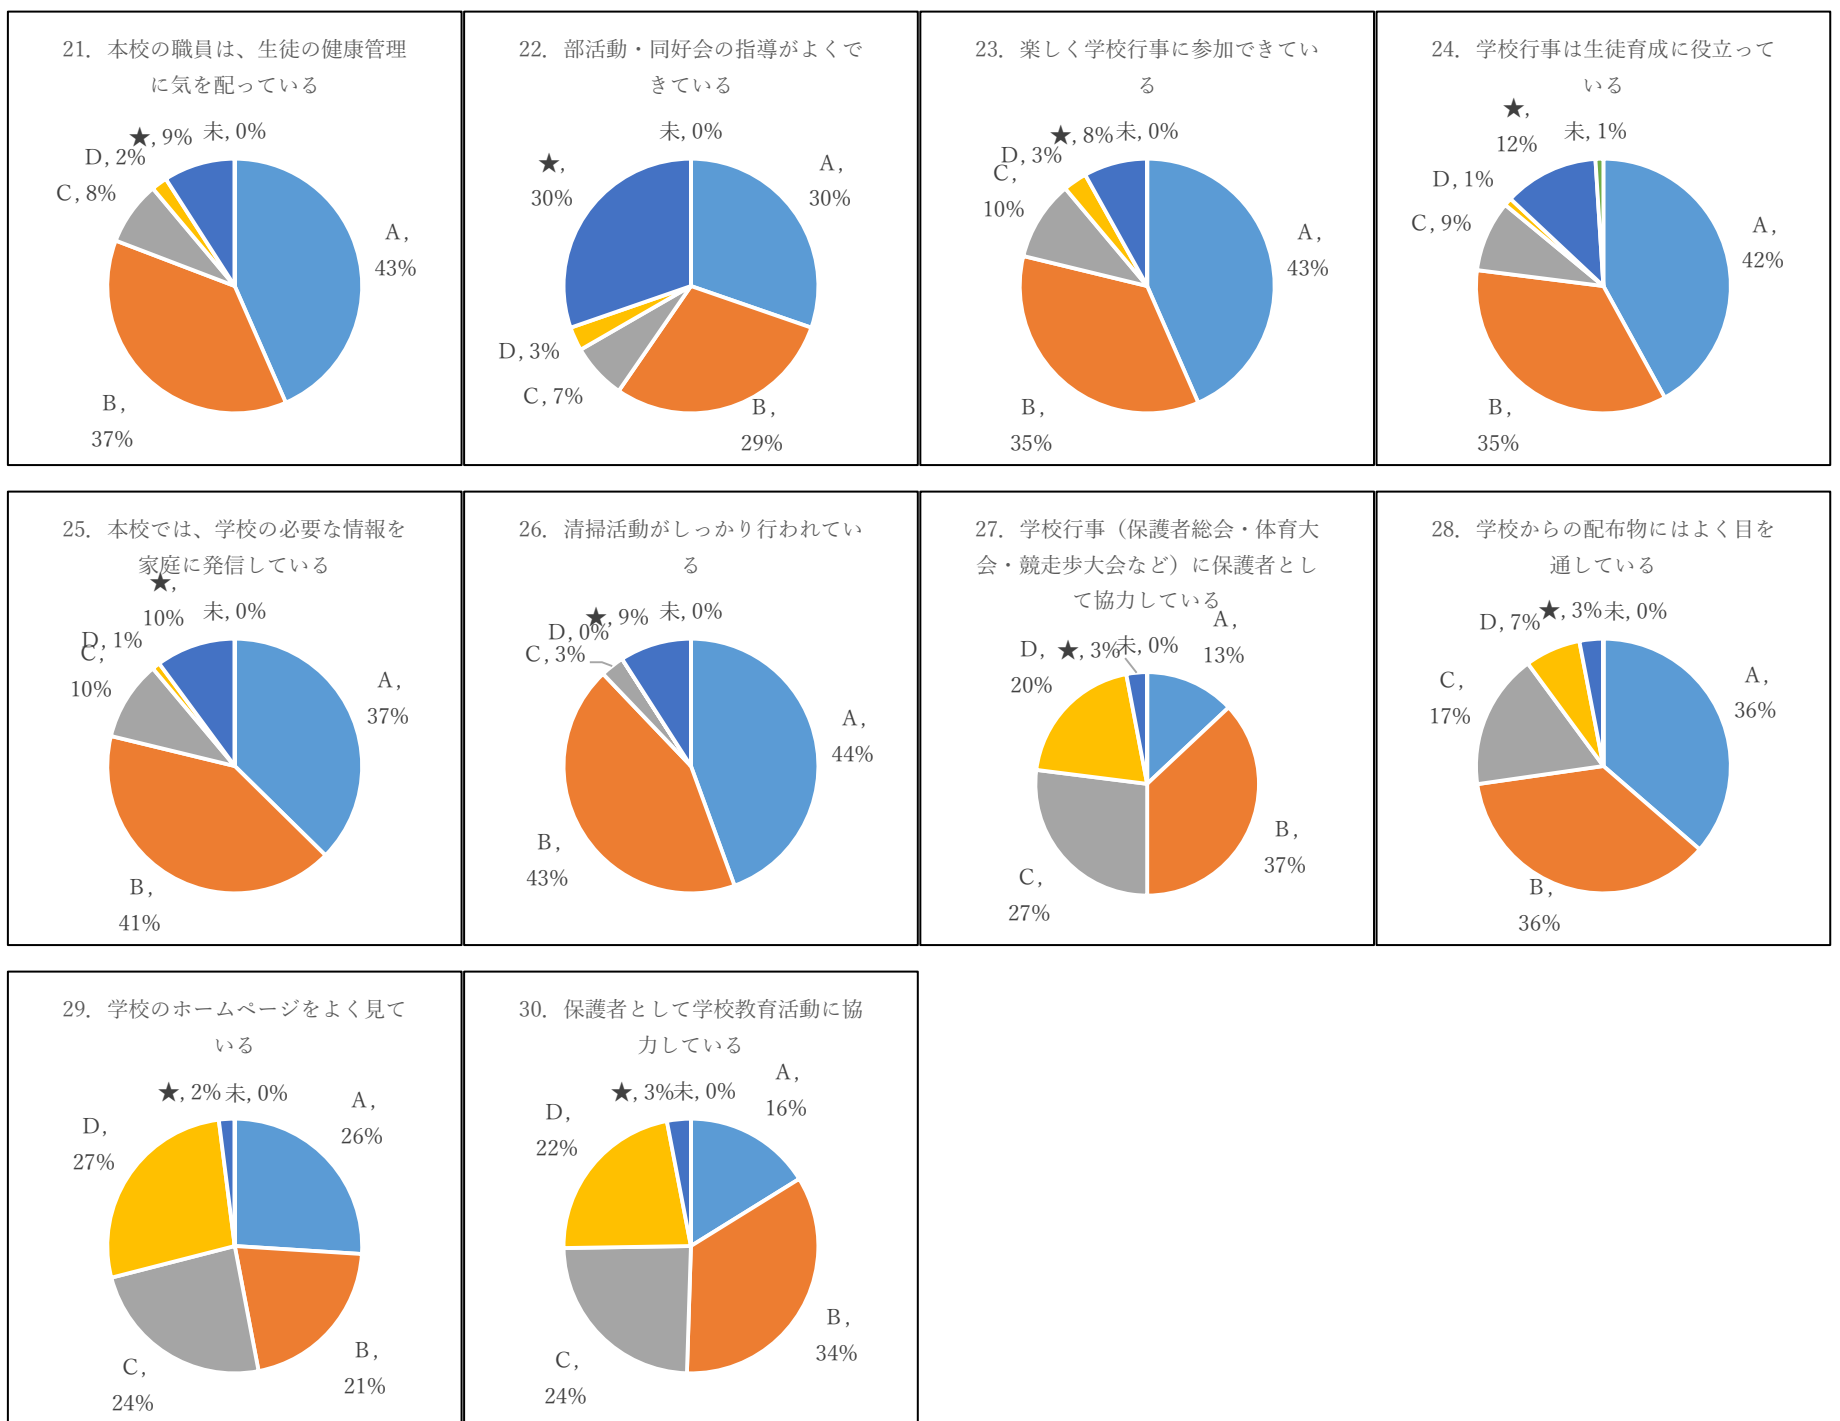 21. 本校の職員は、生徒の健康管理
に気を配っている
未, 0%
A,
43%
B,
37%
C, 8%
D, 2%
★, 9%
22. 部活動・同好会の指導がよくで
きている
未, 0%
A,
30%
B,
29%
C, 7%
D, 3%
★,
30%
23. 楽しく学校行事に参加できてい
る
未, 0%
A,
43%
B,
35%
C,
10%
D, 3%
★, 8%
24. 学校行事は生徒育成に役立って
いる
未, 1%
A,
42%
B,
35%
C, 9%
D, 1%
★,
12%
25. 本校では、学校の必要な情報を
家庭に発信している
未, 0%
A,
37%
B,
41%
C,
10%
D, 1%
★,
10%
26. 清掃活動がしっかり行われてい
る
未, 0%
A,
44%
B,
43%
C, 3%
D, 0%
★, 9%
27. 学校行事（保護者総会・体育大
会・競走歩大会など）に保護者とし
て協力している
未, 0%
A,
13%
B,
37%
C,
27%
D,
20%
★, 3%
28. 学校からの配布物にはよく目を
通している
未, 0%
A,
36%
B,
36%
C,
17%
D, 7%
★, 3%
29. 学校のホームページをよく見て
いる
未, 0%
A,
26%
B,
21%
C,
24%
D,
27%
★, 2%
30. 保護者として学校教育活動に協
力している
未, 0%
A,
16%
B,
34%
C,
24%
D,
22%
★, 3%